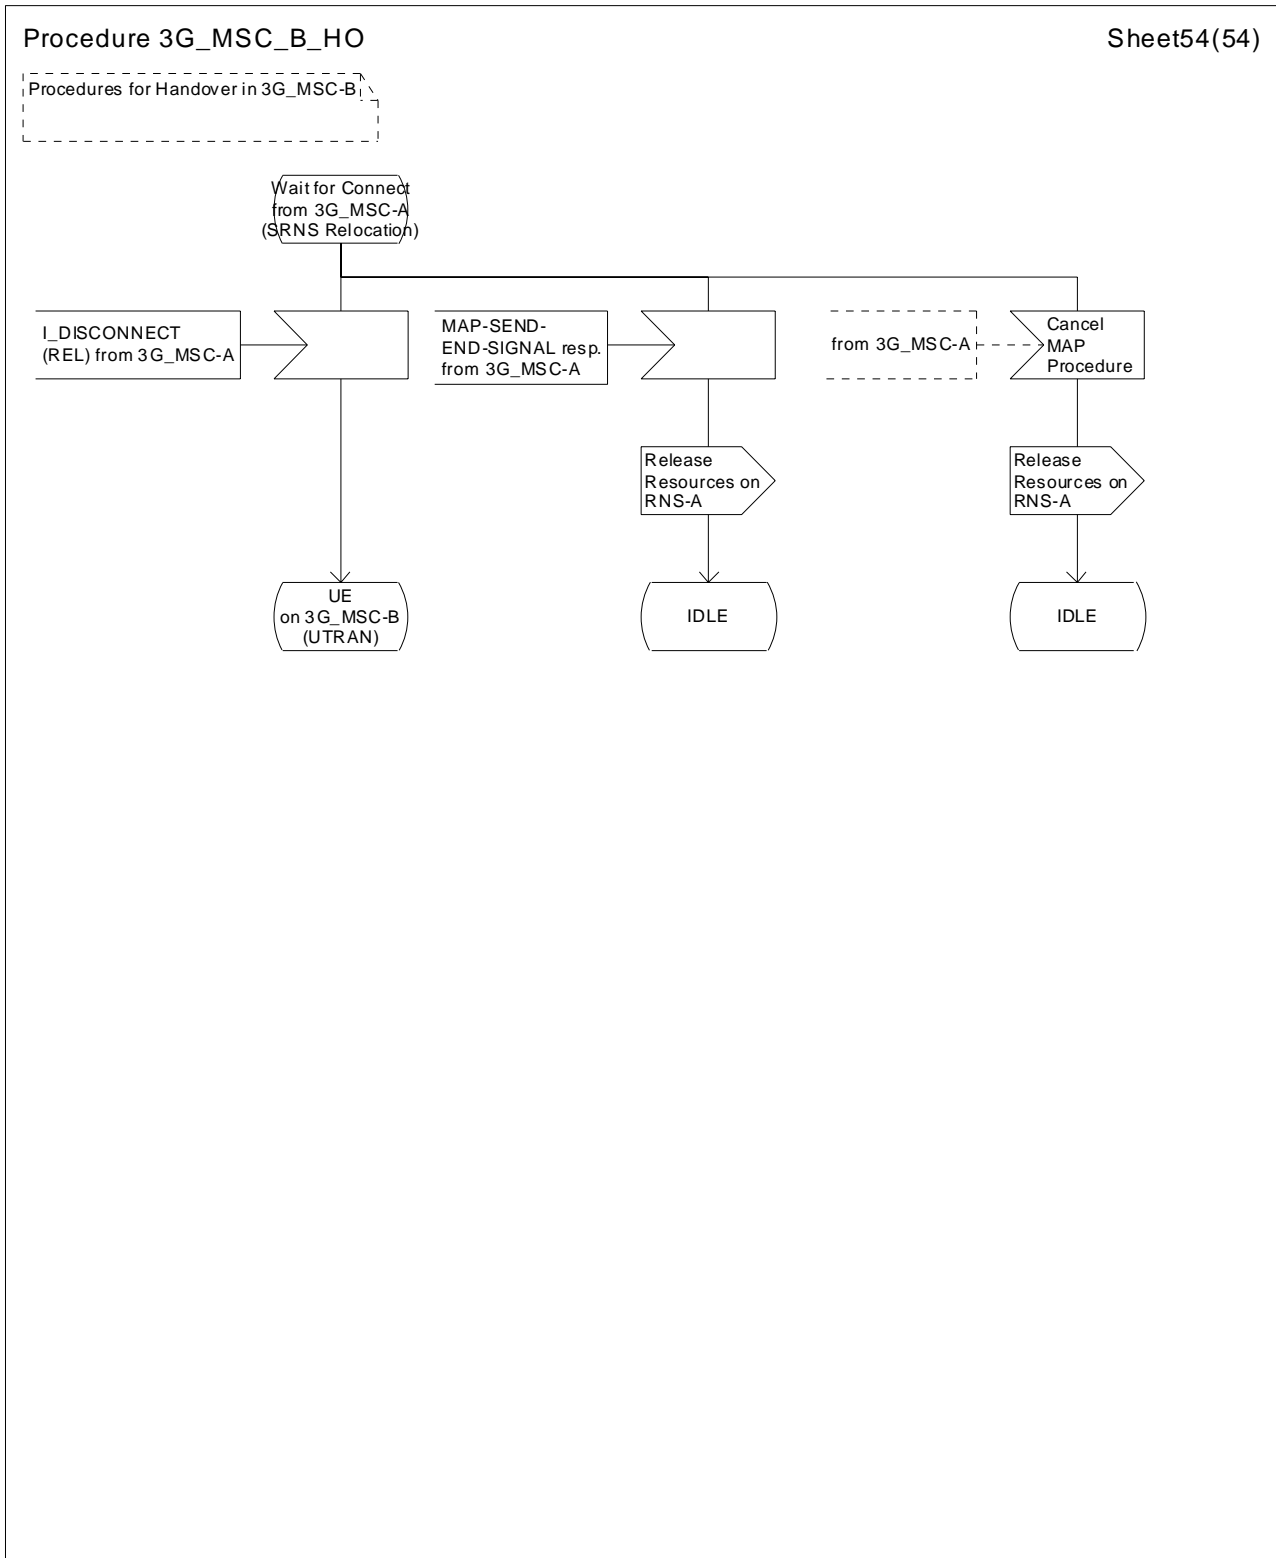 Procedure 3G_MSC_B_HO
Sheet54(54)
Procedures for Handover in 3G_MSC-B
Wait for Connect
from 3G_MSC-A
(SRNS Relocation)
I_DISCONNECT
(REL) from 3G_MSC-A
MAP-SEND-
END-SIGNAL resp.
from 3G_MSC-A
from 3G_MSC-A
Cancel
MAP
Procedure
Release
Resources on
RNS-A
Release
Resources on
RNS-A
UE
on 3G_MSC-B
(UTRAN)
IDLE
IDLE